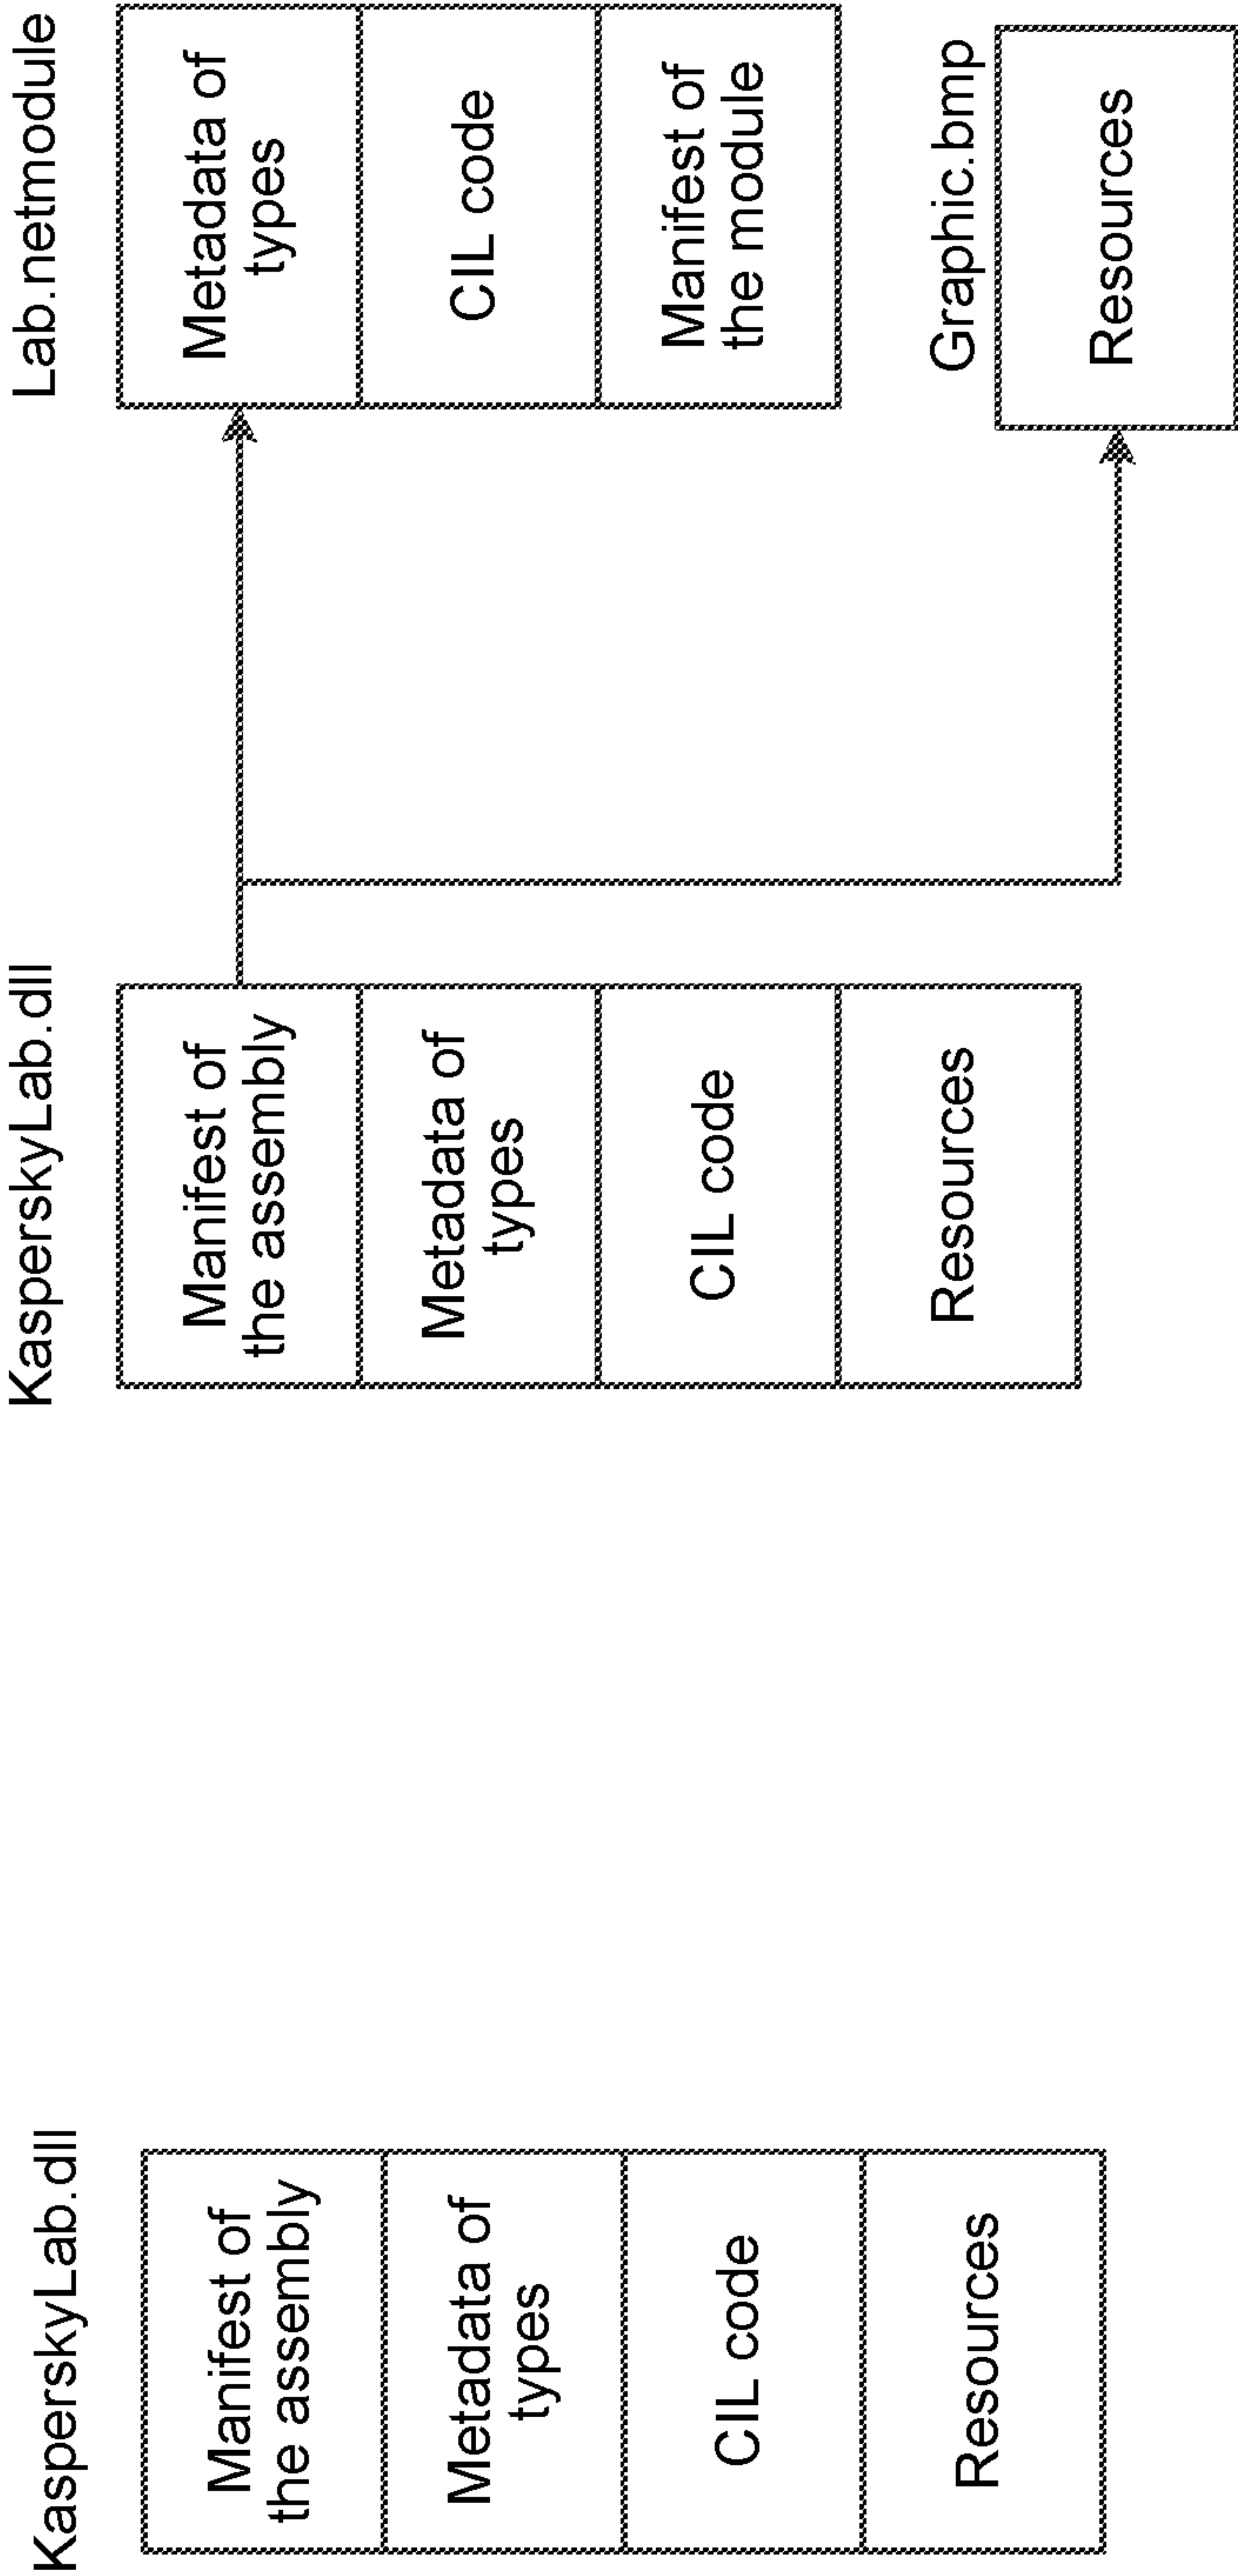 KasperskyLab.dll
Manifest of
the assembly
Metadata of
types
CIL code
Resources
KasperskyLab.dll
Manifest of
the assembly
Metadata of
types
CIL code
Resources
Lab.netmodule
Metadata of
types
CIL code
Manifest of
the module
Graphic.bmp
Resources